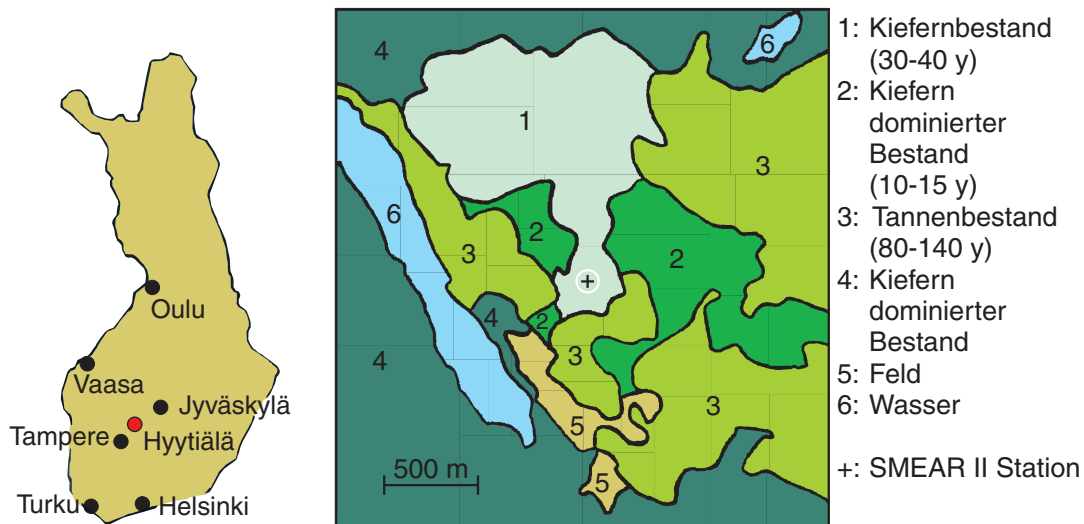 Oulu
Vaasa
Jyväskylä
Tampere
Hyytiälä
Turku
Helsinki
4
6
1
3
6
2
3
2
+
4
2
3
4
3
5
5
500 m
1: Kiefernbestand
(30-40 y)
2: Kiefern
dominierter
Bestand
(10-15 y)
3: Tannenbestand
(80-140 y)
4: Kiefern
dominierter
Bestand
5: Feld
6: Wasser
+: SMEAR II Station